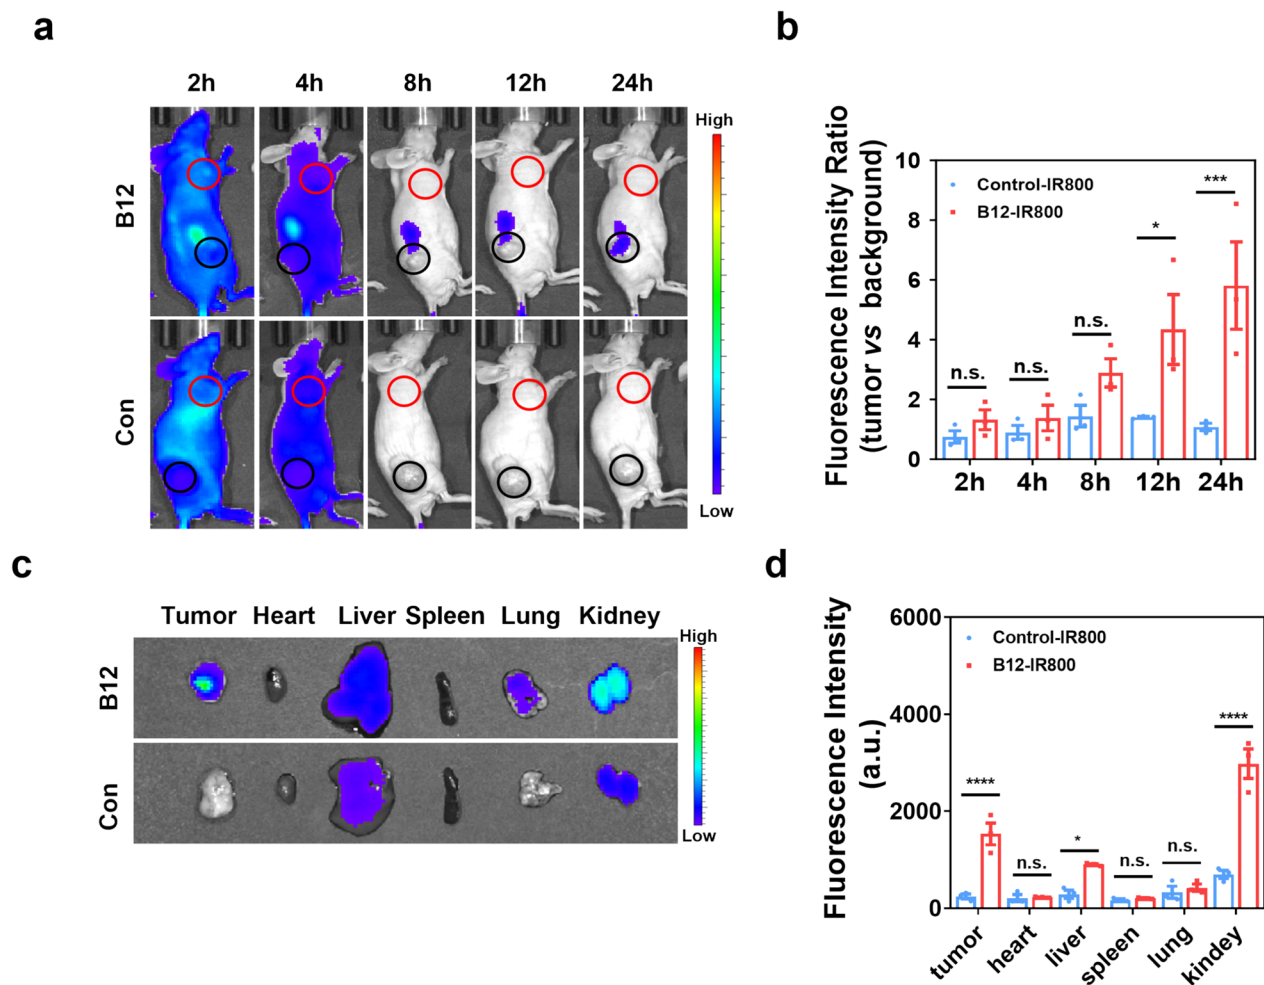 a
2h 4h 8h 12h 24h
B12
Con
High
Low
b
Fluorescence Intensity Ratio
(tumor vs background)
10
8
6
4
2
0
Control-IR800
B12-IR800
n.s.
n.s.
n.s.
*
***
2h 4h 8h 12h 24h
c
Tumor Heart Liver Spleen Lung Kidney
B12
Con
High
Low
d
Fluorescence Intensity
(a.u.)
6000
4000
2000
0
Control-IR800
B12-IR800
****
n.s.
*
n.s.
n.s.
****
tumor
heart
liver
spleen
lung
kindey